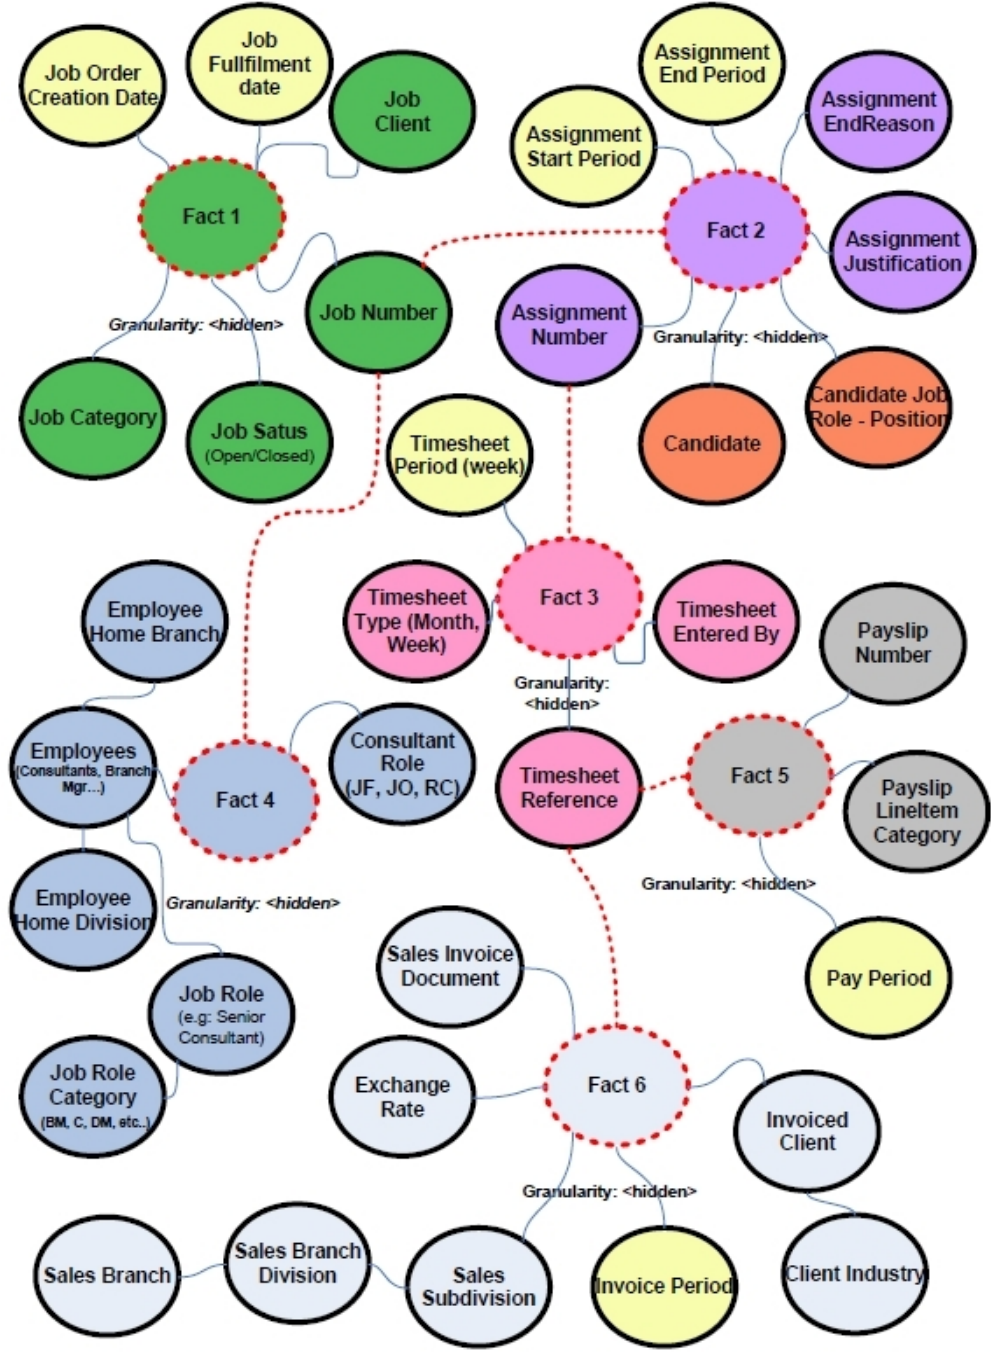 Job Order
Creation Date
Job
Fullfilment
date
Job
Client
Assignment
End Period
Assignment
EndReason
Assignment
Start Period
Fact 1
Fact 2
Assignment
Justification
Job Number
Assignment
Number
Granularity: <hidden>
Granularity: <hidden>
Job Category
Job Satus
(Open/Closed)
Timesheet
Period (week)
Candidate
Candidate Job
Role - Position
Employee
Home Branch
Timesheet
Type (Month,
Week)
Fact 3
Timesheet
Entered By
Payslip
Number
Granularity:
<hidden>
Employees
(Consultants, Branch
Mgr...)
Fact 4
Consultant
Role
(JF, JO, RC)
Timesheet
Reference
Fact 5
Payslip
LineItem
Category
Employee
Home Division
Granularity: <hidden>
Granularity: <hidden>
Sales Invoice
Document
Pay Period
Job Role
(e.g: Senior
Consultant)
Job Role
Category
(BM, C, DM, etc..)
Exchange
Rate
Fact 6
Invoiced
Client
Granularity: <hidden>
Sales Branch
Sales Branch
Division
Sales
Subdivision
Invoice Period
Client Industry